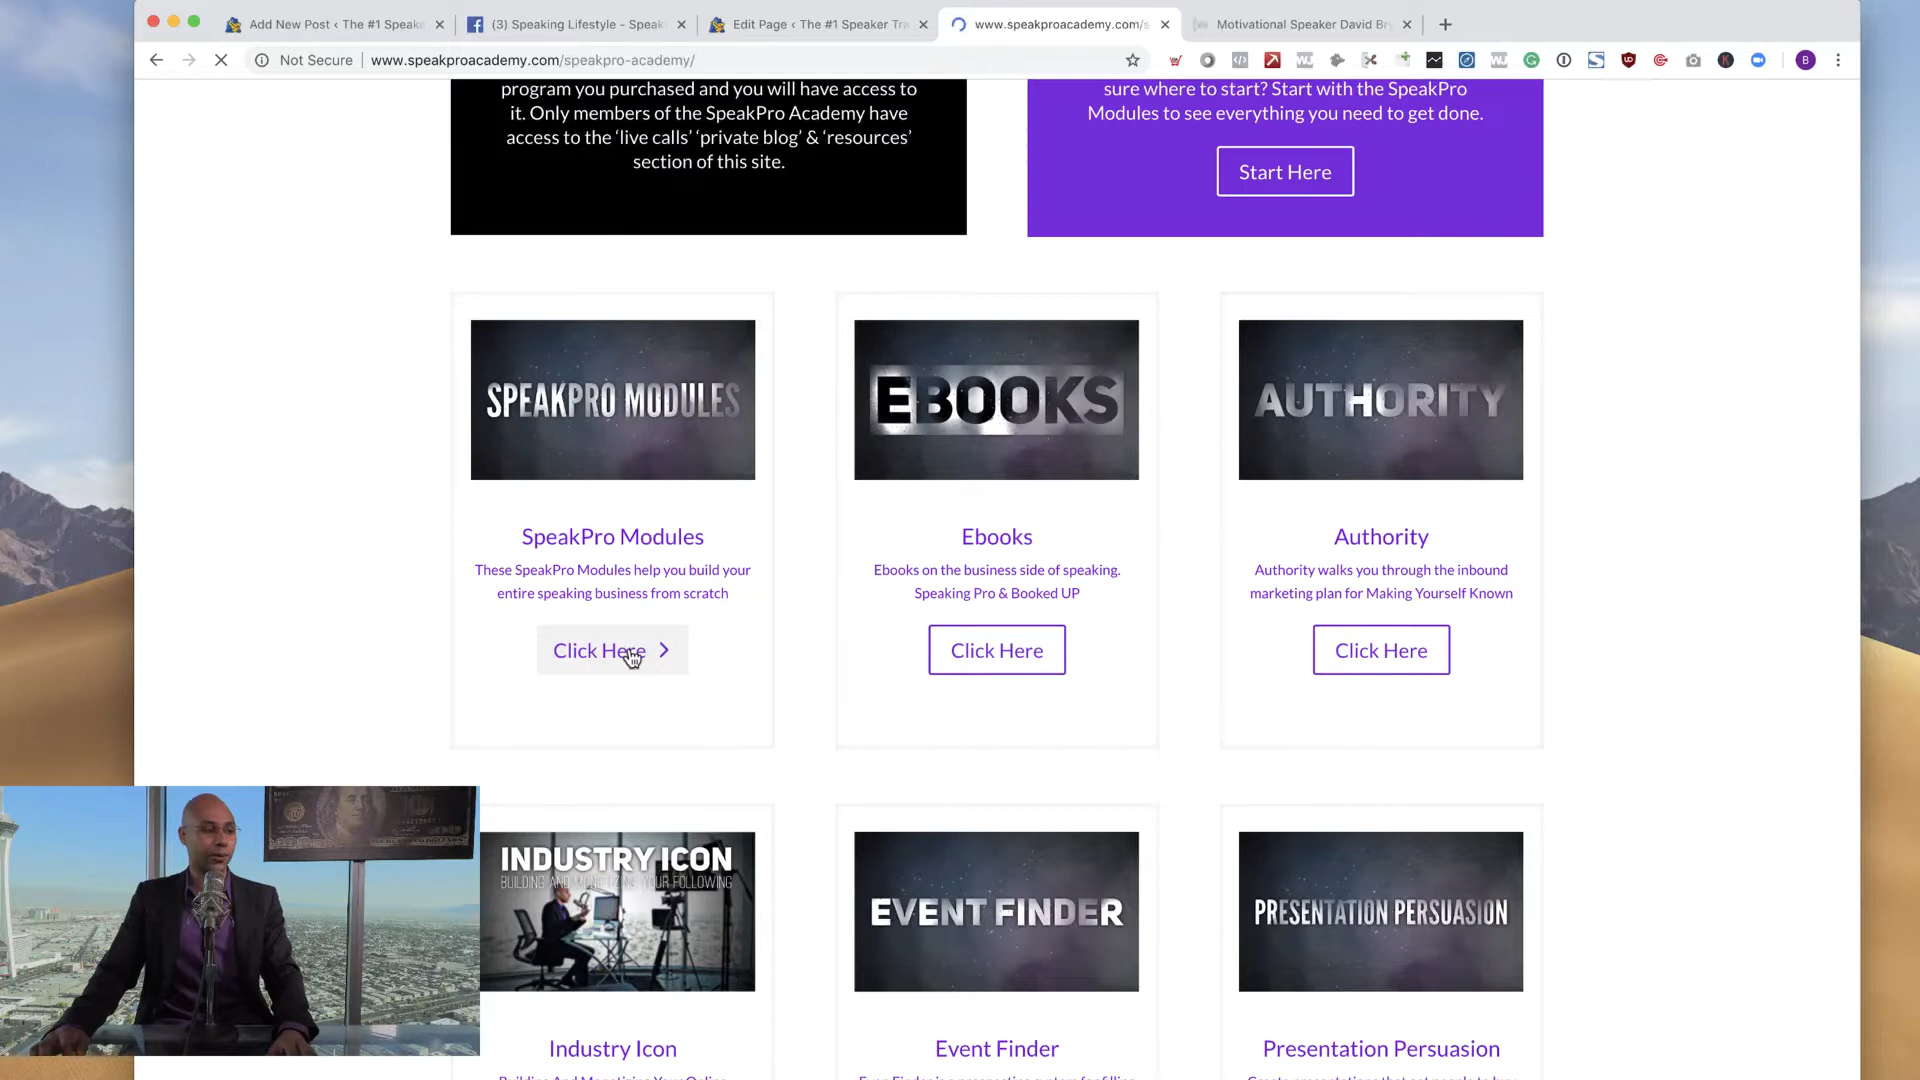 Add New Post ‹ The #1 Speake
(3) Speaking Lifestyle - Speak
Edit Page ‹ The #1 Speaker Tra
www.speakproacademy.com/s
Motivational Speaker David Br
Not Secure
www.speakproacademy.com/speakpro-academy/
B
program you purchased and you will have access to
it. Only members of the SpeakPro Academy have
access to the ‘live calls’ ‘private blog’ & ‘resources’
section of this site.
sure where to start? Start with the SpeakPro
Modules to see everything you need to get done.
Start Here
SPEAKPRO MODULES
EBOOKS
AUTHORITY
SpeakPro Modules
These SpeakPro Modules help you build your
entire speaking business from scratch
Click Here
Ebooks
Ebooks on the business side of speaking.
Speaking Pro & Booked UP
Click Here
Authority
Authority walks you through the inbound
marketing plan for Making Yourself Known
Click Here
INDUSTRY ICON
BUILDING AND MONETIZING YOUR FOLLOWING
EVENT FINDER
PRESENTATION PERSUASION
Industry Icon
Event Finder
Presentation Persuasion